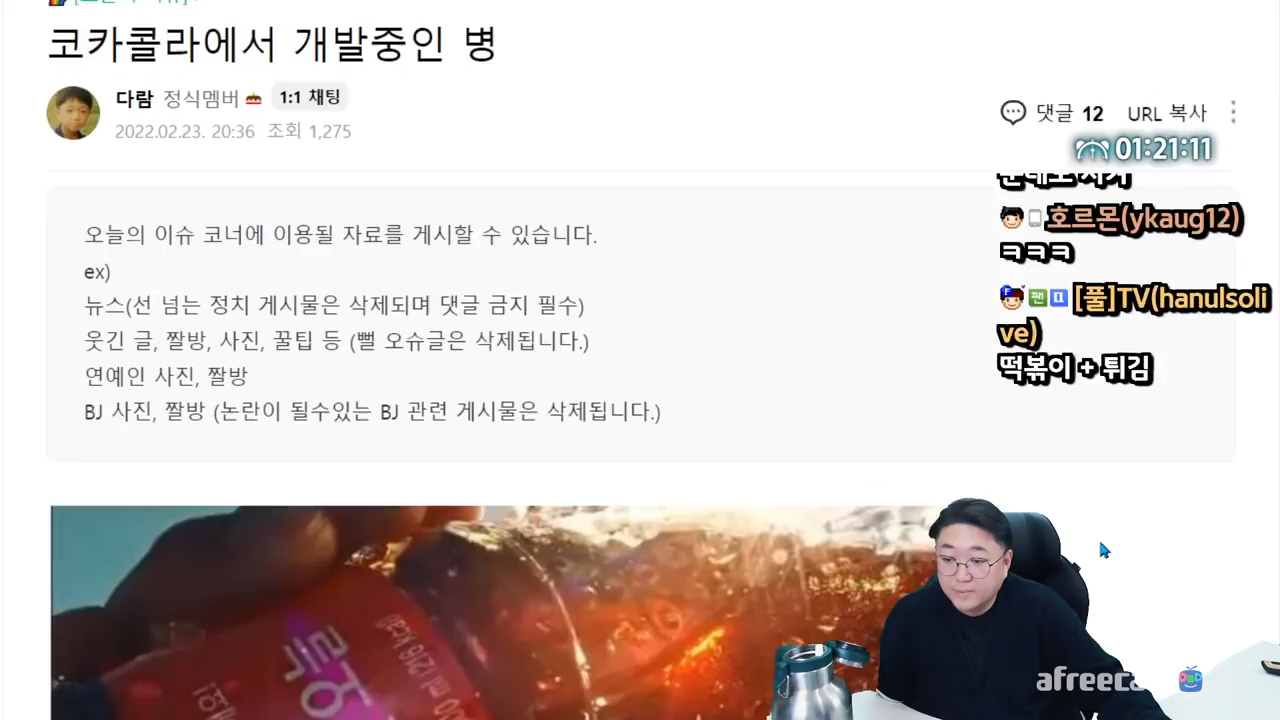 코카콜라에서 개발중인 병
다람 정식멤버 1:1 채팅
2022.02.23. 20:36 조회 1,275
댓글 12 URL 복사
01:21:11
호르몬(ykaug12)
ㅋㅋㅋ
팬 [풀]TV(hanulsoli
ve)
떡볶이 + 튀김
오늘의 이슈 코너에 이용될 자료를 게시할 수 있습니다.
ex)
뉴스(선 넘는 정치 게시물은 삭제되며 댓글 금지 필수)
웃긴 글, 짤방, 사진, 꿀팁 등 (뻘 오슈글은 삭제됩니다.)
연예인 사진, 짤방
BJ 사진, 짤방 (논란이 될수있는 BJ 관련 게시물은 삭제됩니다.)
afreeca